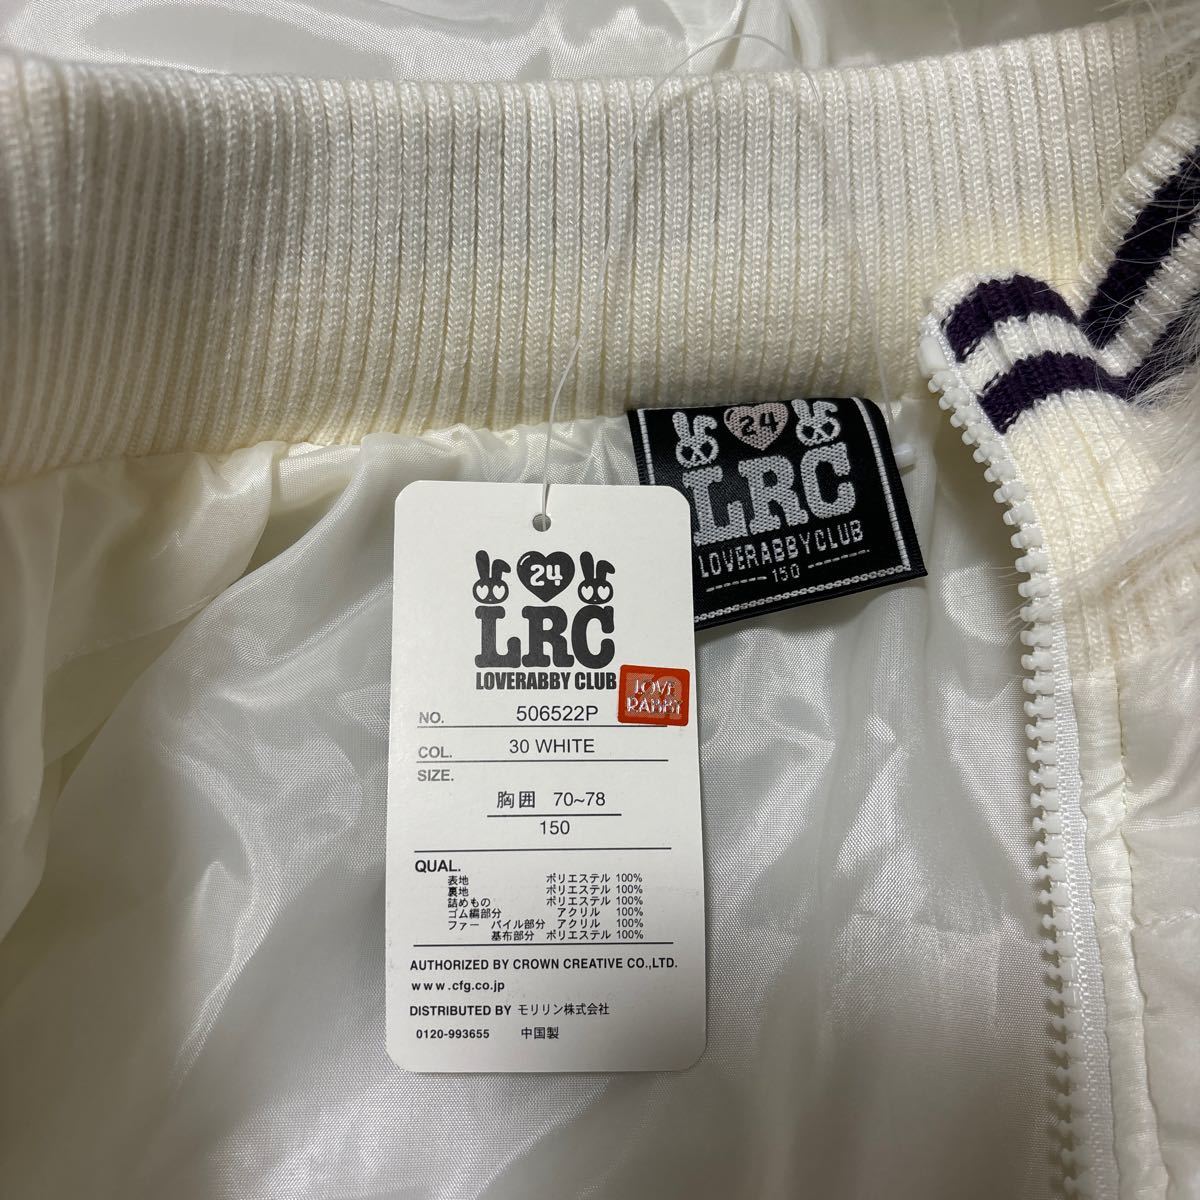 24
LRC
LOVERABBYCLUB
150
24
LRC
LOVERABBY CLUB
LOVE
RABBY
NO. 506522P
COL. 30 WHITE
SIZE.
胸囲 70~78
150
QUAL.
表地 ポリエステル 100%
裏地 ポリエステル 100%
詰めもの ポリエステル 100%
ゴム編部分 アクリル 100%
ファー パイル部分 アクリル 100%
基布部分 ポリエステル 100%
AUTHORIZED BY CROWN CREATIVE CO.,LTD.
www.cfg.co.jp
DISTRIBUTED BY モリリン株式会社
0120-993655 中国製